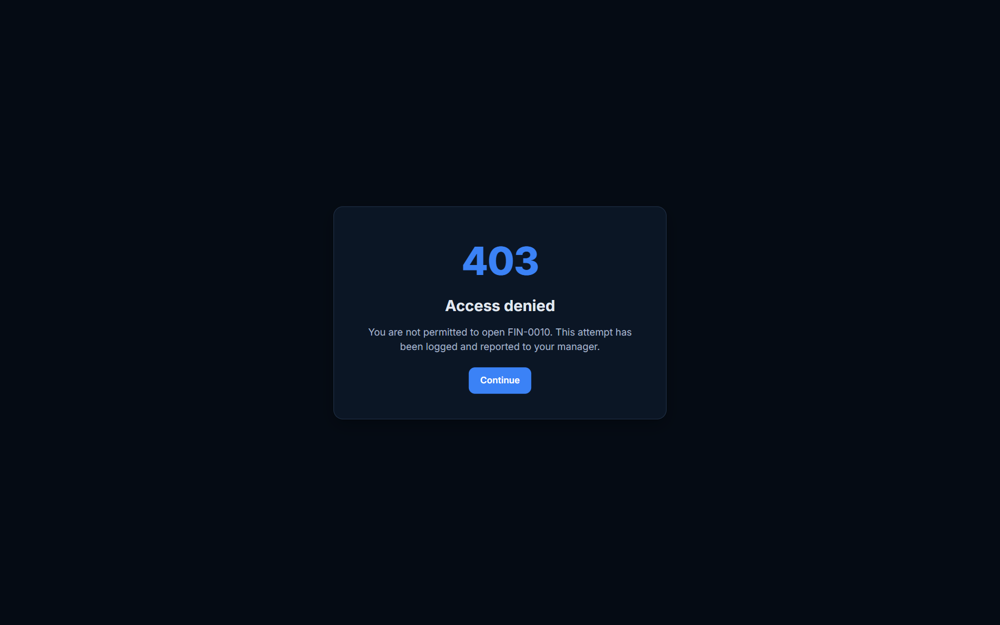 403
Access denied
You are not permitted to open FIN-0010. This attempt has
been logged and reported to your manager.
Continue